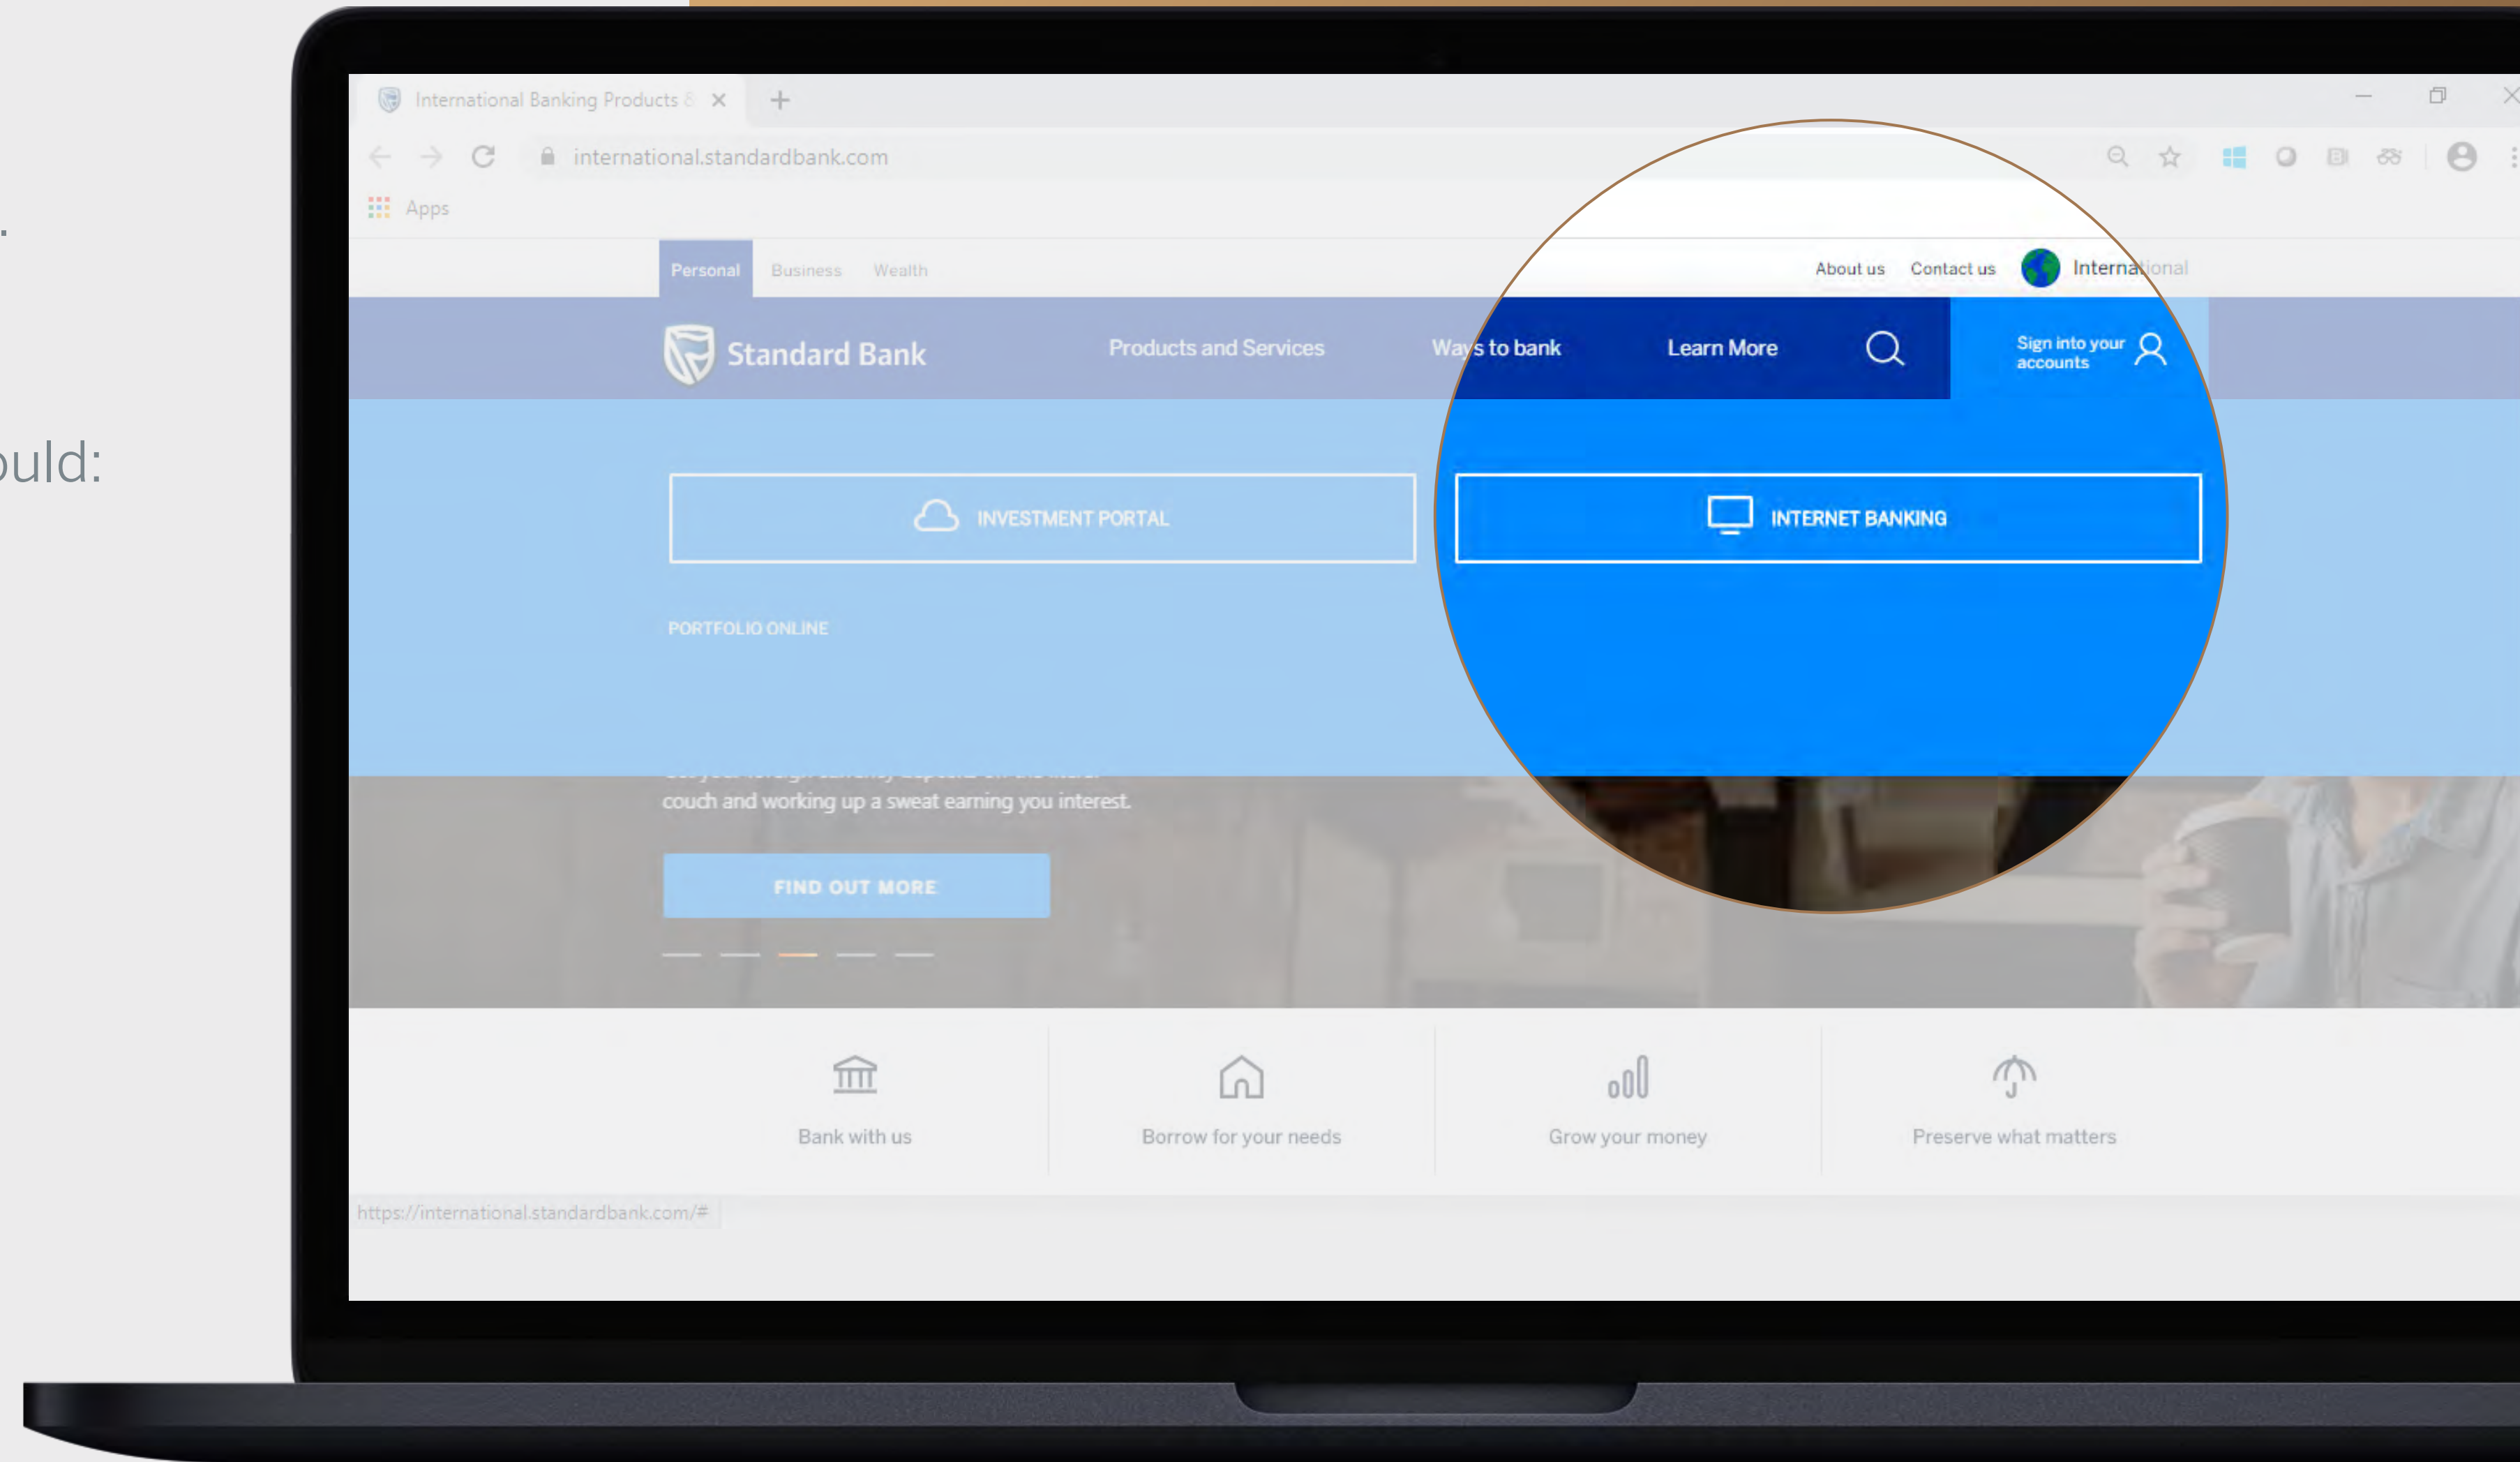 .
ould:
International Banking Products &
international.standardbank.com
Apps
Personal Business Wealth About us Contact us International
Standard Bank Products and Services Ways to bank Learn More Sign into your accounts
INVESTMENT PORTAL INTERNET BANKING
PORTFOLIO ONLINE
couch and working up a sweat earning you interest.
FIND OUT MORE
Bank with us Borrow for your needs Grow your money Preserve what matters
https://international.standardbank.com/#